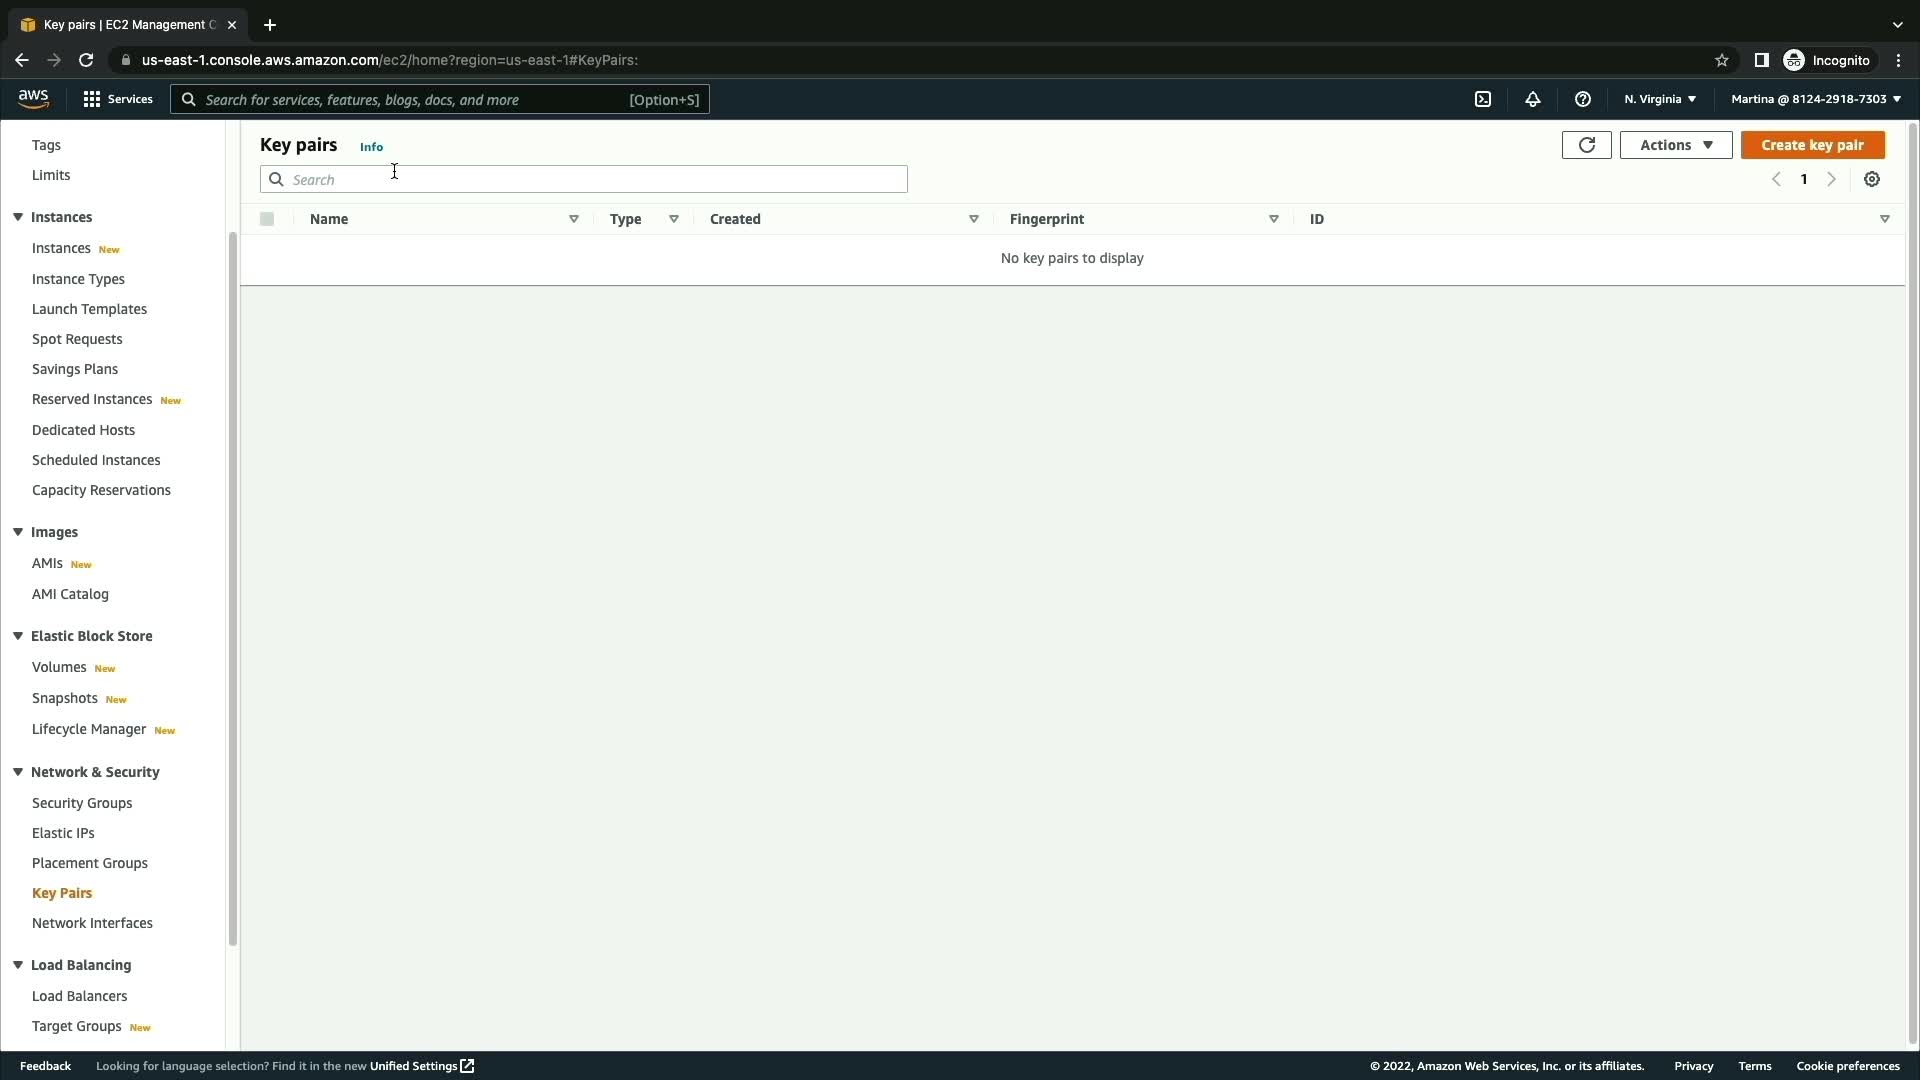 Key pairs | EC2 Management C
us-east-1.console.aws.amazon.com/ec2/home?region=us-east-1#KeyPairs:
Incognito
aws
Services
Search for services, features, blogs, docs, and more
[Option+S]
N. Virginia
Martina @ 8124-2918-7303
Tags
Limits
Instances
Instances New
Instance Types
Launch Templates
Spot Requests
Savings Plans
Reserved Instances New
Dedicated Hosts
Scheduled Instances
Capacity Reservations
Images
AMIs New
AMI Catalog
Elastic Block Store
Volumes New
Snapshots New
Lifecycle Manager New
Network & Security
Security Groups
Elastic IPs
Placement Groups
Key Pairs
Network Interfaces
Load Balancing
Load Balancers
Target Groups New
Key pairs Info
Actions
Create key pair
Search
1
Name
Type
Created
Fingerprint
ID
No key pairs to display
Feedback
Looking for language selection? Find it in the new Unified Settings
© 2022, Amazon Web Services, Inc. or its affiliates.
Privacy
Terms
Cookie preferences